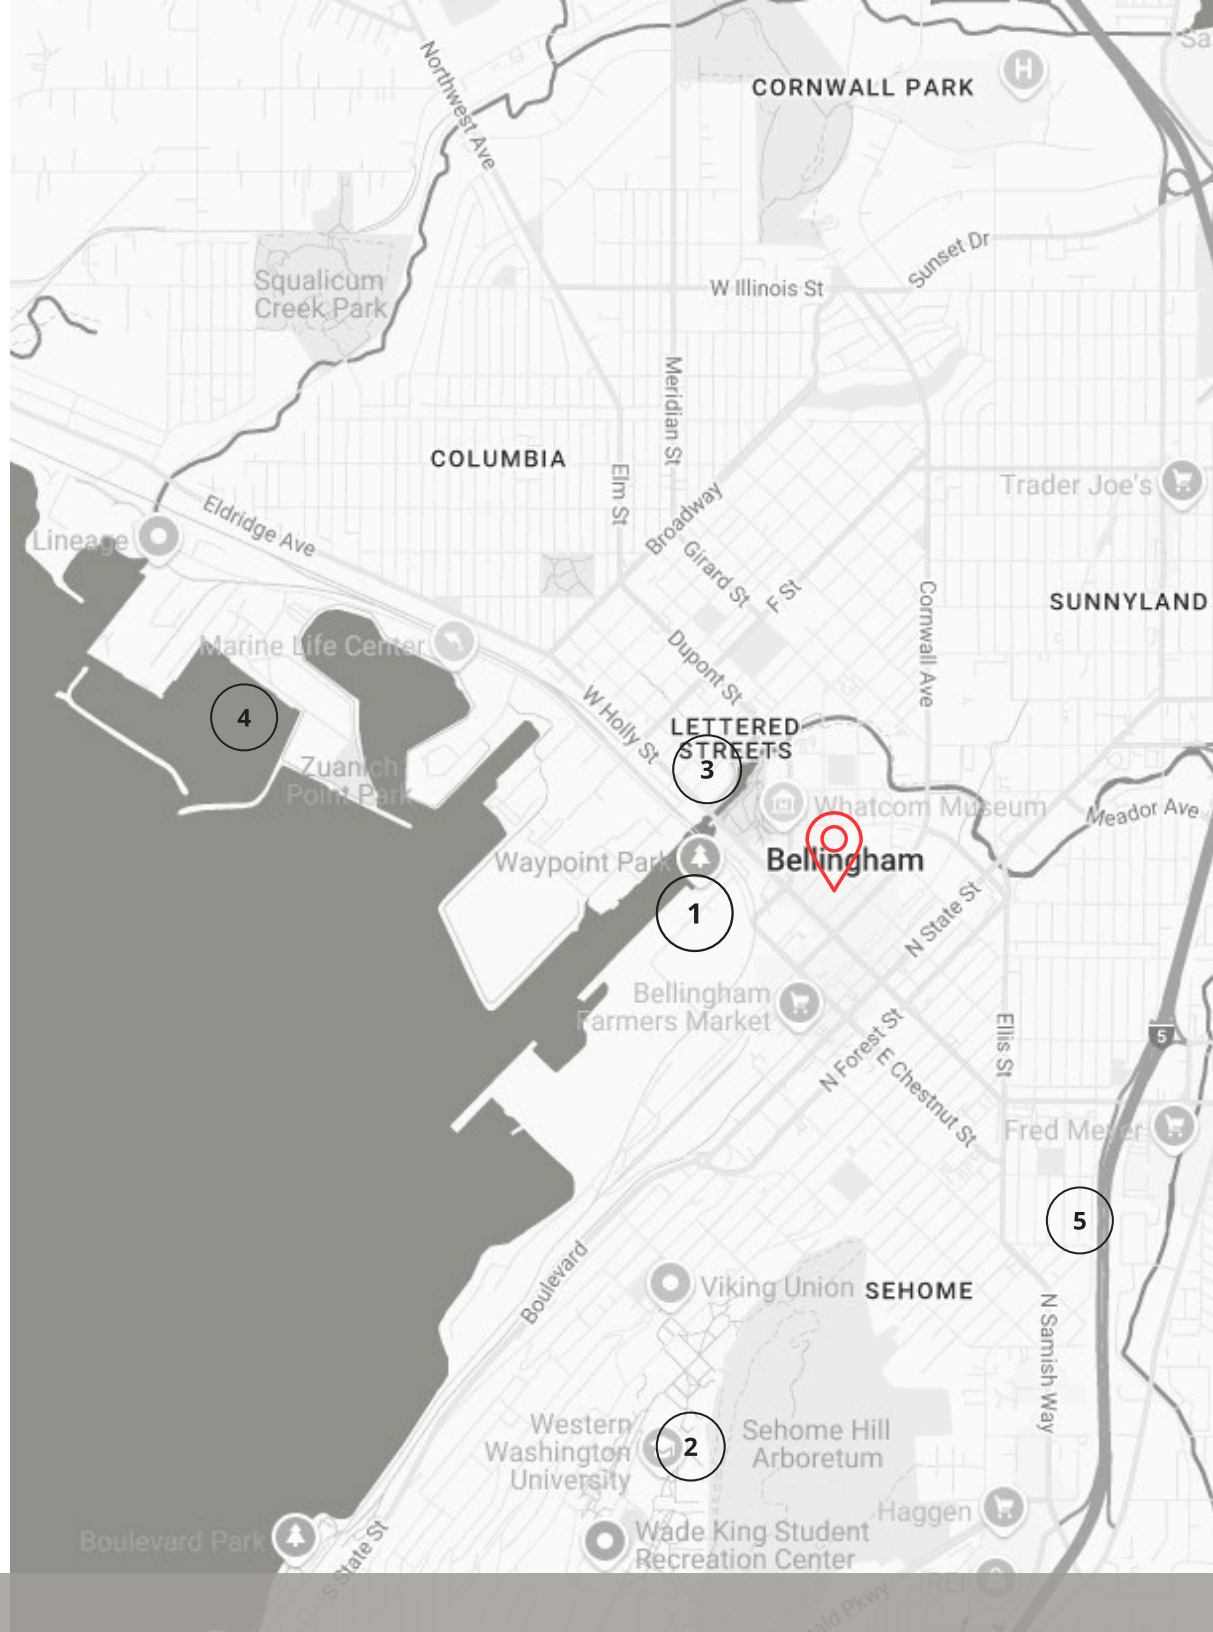 Northwest Ave
CORNWALL PARK
H
Sa
Squalicum
Creek Park
Sunset Dr
W Illinois St
Meridian St
COLUMBIA
Elm St
Broadway
Trader Joe's
Lineage
Eldridge Ave
Girard St
F St
Cornwall Ave
SUNNYLAND
Marine Life Center
Dupont St
4
W Holly St
LETTERED
STREETS
3
Zuanich
Point Park
Whatcom Museum
Meador Ave
Waypoint Park
Bellingham
1
N State St
Bellingham
Farmers Market
N Forest St
E Chestnut St
Ellis St
5
Fred Meyer
5
Boulevard
Viking Union
SEHOME
N Samish Way
Western
Washington
University
2
Sehome Hill
Arboretum
Haggen
Boulevard Park
S State St
Wade King Student
Recreation Center
REI
ald Pkwy